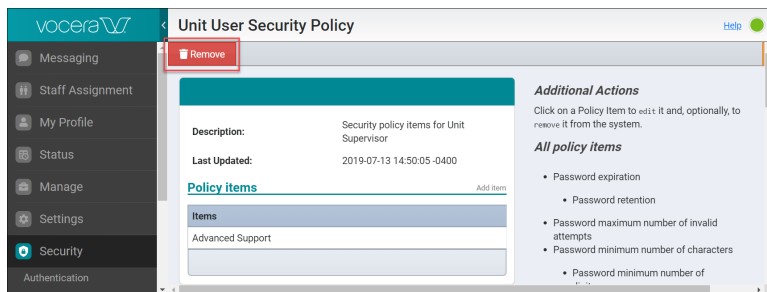 vocera
Unit User Security Policy
Help
Remove
Messaging
Staff Assignment
My Profile
Status
Manage
Settings
Security
Authentication
Description:
Security policy items for Unit
Supervisor
Last Updated:
2019-07-13 14:50:05 -0400
Policy items
Add item
Items
Advanced Support
Additional Actions
Click on a Policy Item to edit it and, optionally, to
remove it from the system.
All policy items
• Password expiration
• Password retention
• Password maximum number of invalid
attempts
• Password minimum number of characters
• Password minimum number of